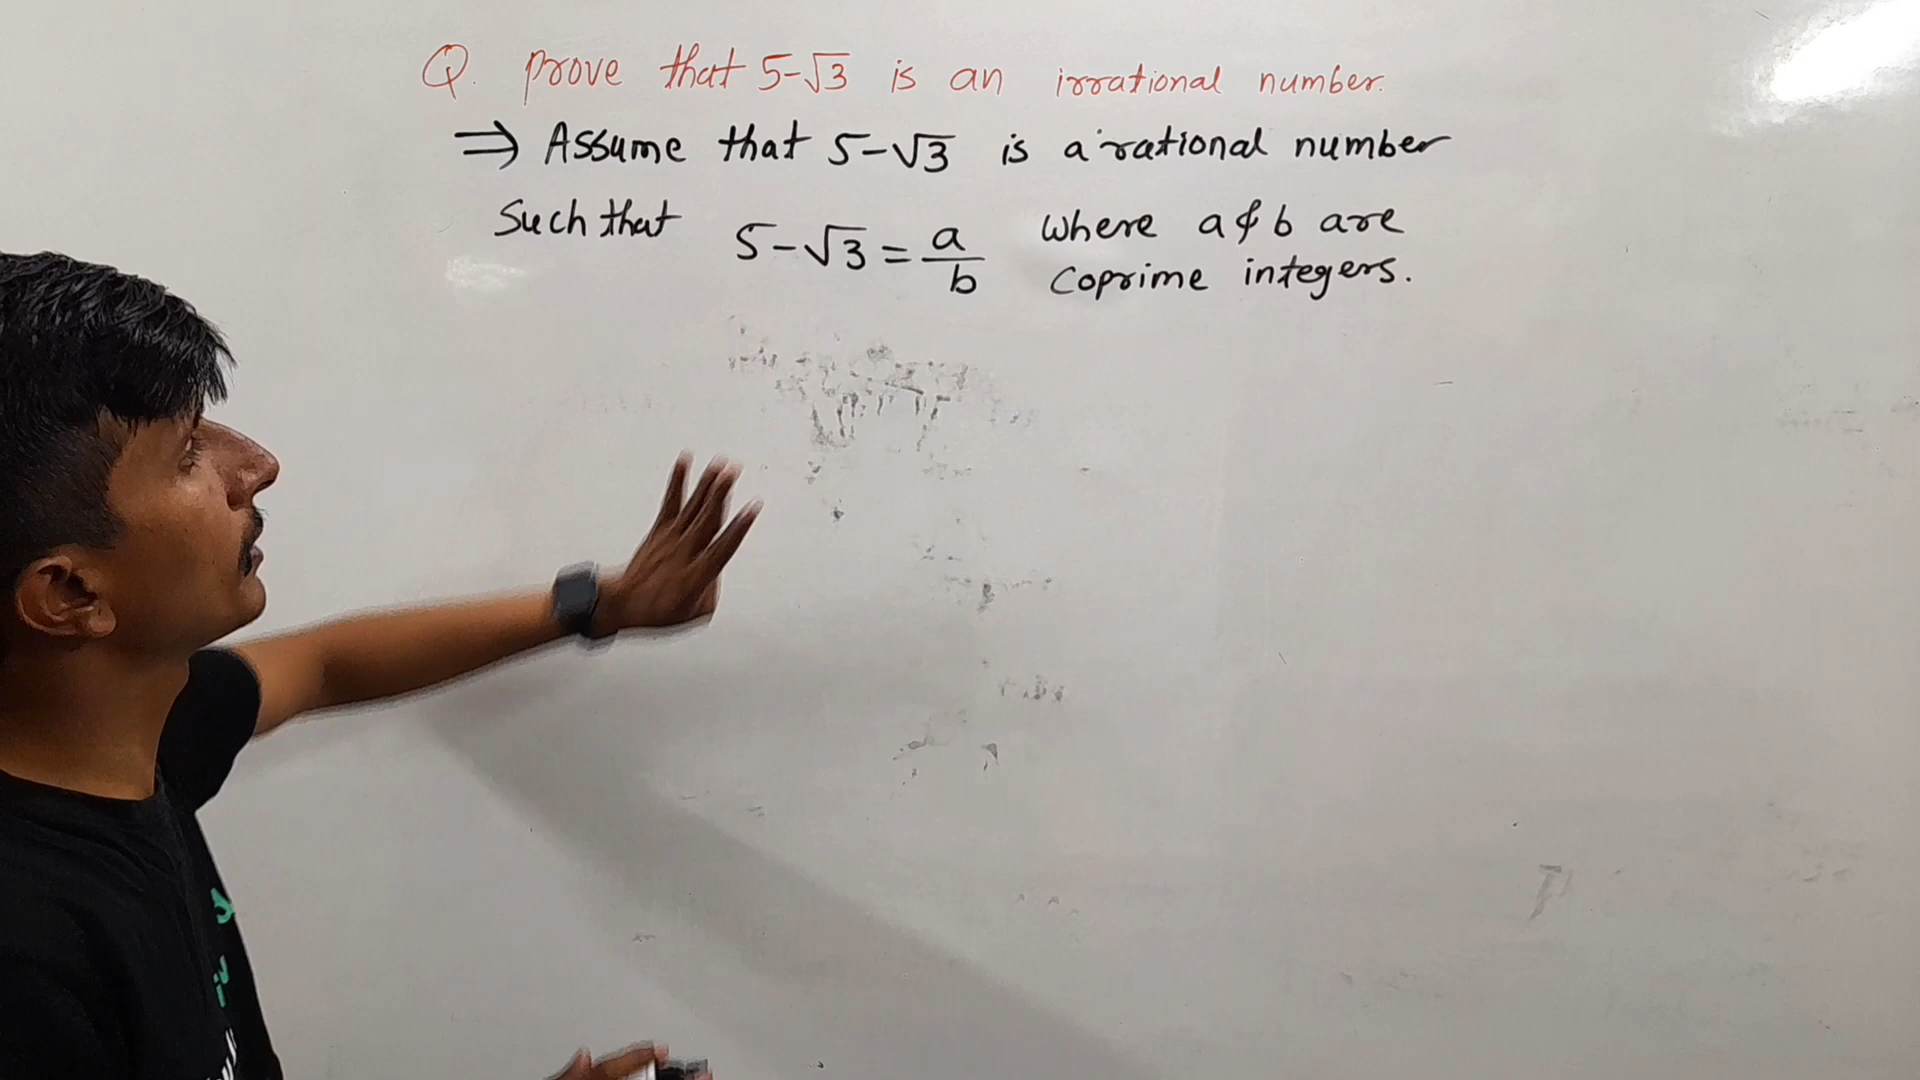 Q. prove that 5-√3 is an irrational number.
⇒ Assume that 5-√3 is a rational number
Such that 5-√3 = a/b where a & b are
Coprime integers.